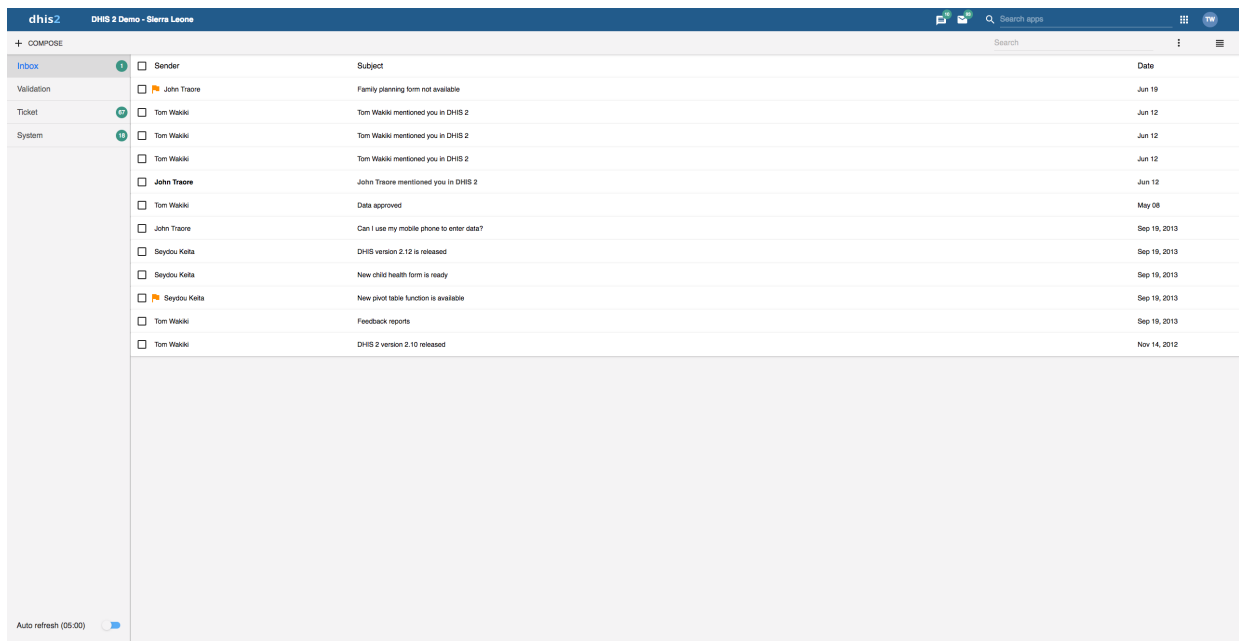 dhis2 DHIS 2 Demo - Sierra Leone Search apps TW
+ COMPOSE Search
Inbox 1 Sender Subject Date
Validation John Traore Family planning form not available Jun 19
Ticket 67 Tom Wakiki Tom Wakiki mentioned you in DHIS 2 Jun 12
System 18 Tom Wakiki Tom Wakiki mentioned you in DHIS 2 Jun 12
Tom Wakiki Tom Wakiki mentioned you in DHIS 2 Jun 12
John Traore John Traore mentioned you in DHIS 2 Jun 12
Tom Wakiki Data approved May 08
John Traore Can I use my mobile phone to enter data? Sep 19, 2013
Seydou Keita DHIS version 2.12 is released Sep 19, 2013
Seydou Keita New child health form is ready Sep 19, 2013
Seydou Keita New pivot table function is available Sep 19, 2013
Tom Wakiki Feedback reports Sep 19, 2013
Tom Wakiki DHIS 2 version 2.10 released Nov 14, 2012
Auto refresh (05:00)